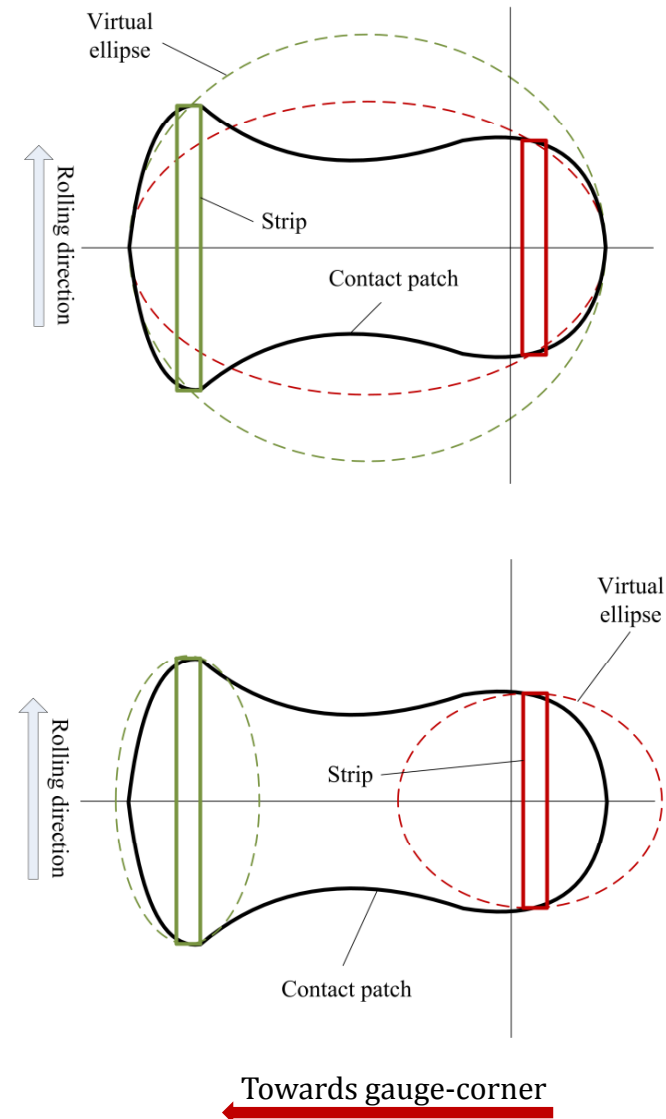 Virtual
ellipse
Rolling direction
Strip
Contact patch
Virtual
ellipse
Rolling direction
Strip
Contact patch
Towards gauge-corner